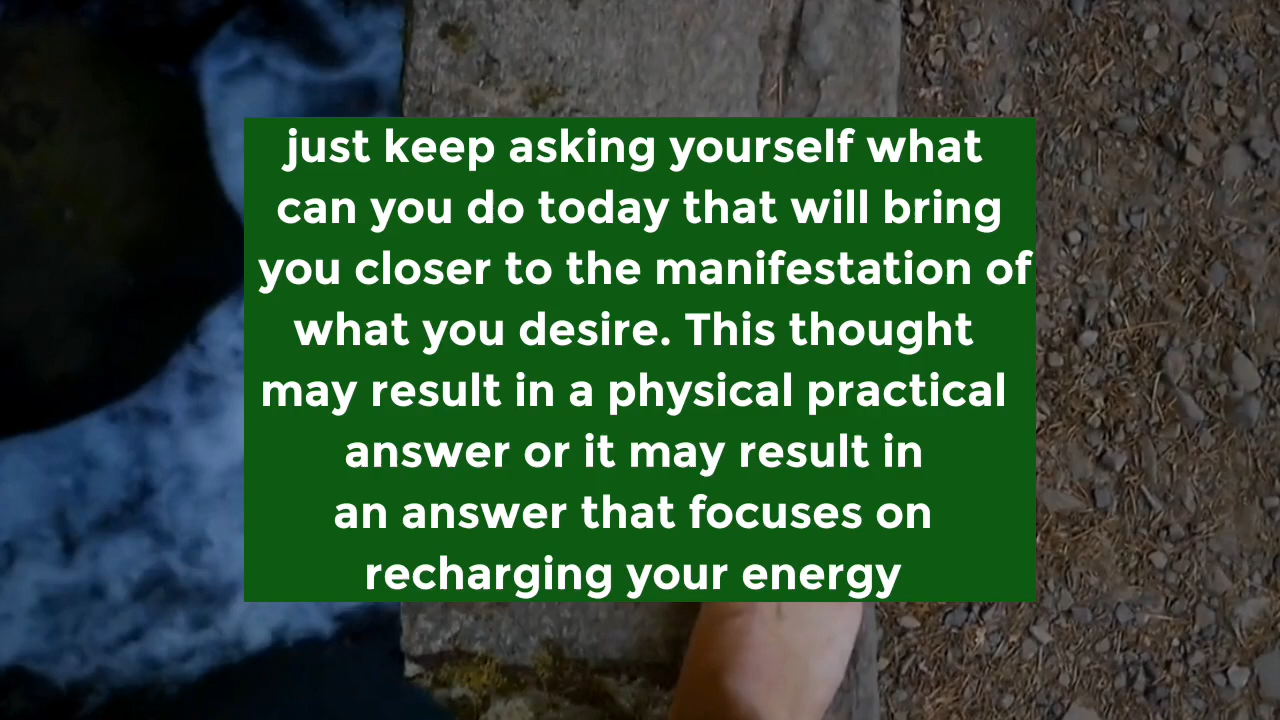 just keep asking yourself what
can you do today that will bring
you closer to the manifestation of
what you desire. This thought
may result in a physical practical
answer or it may result in
an answer that focuses on
recharging your energy